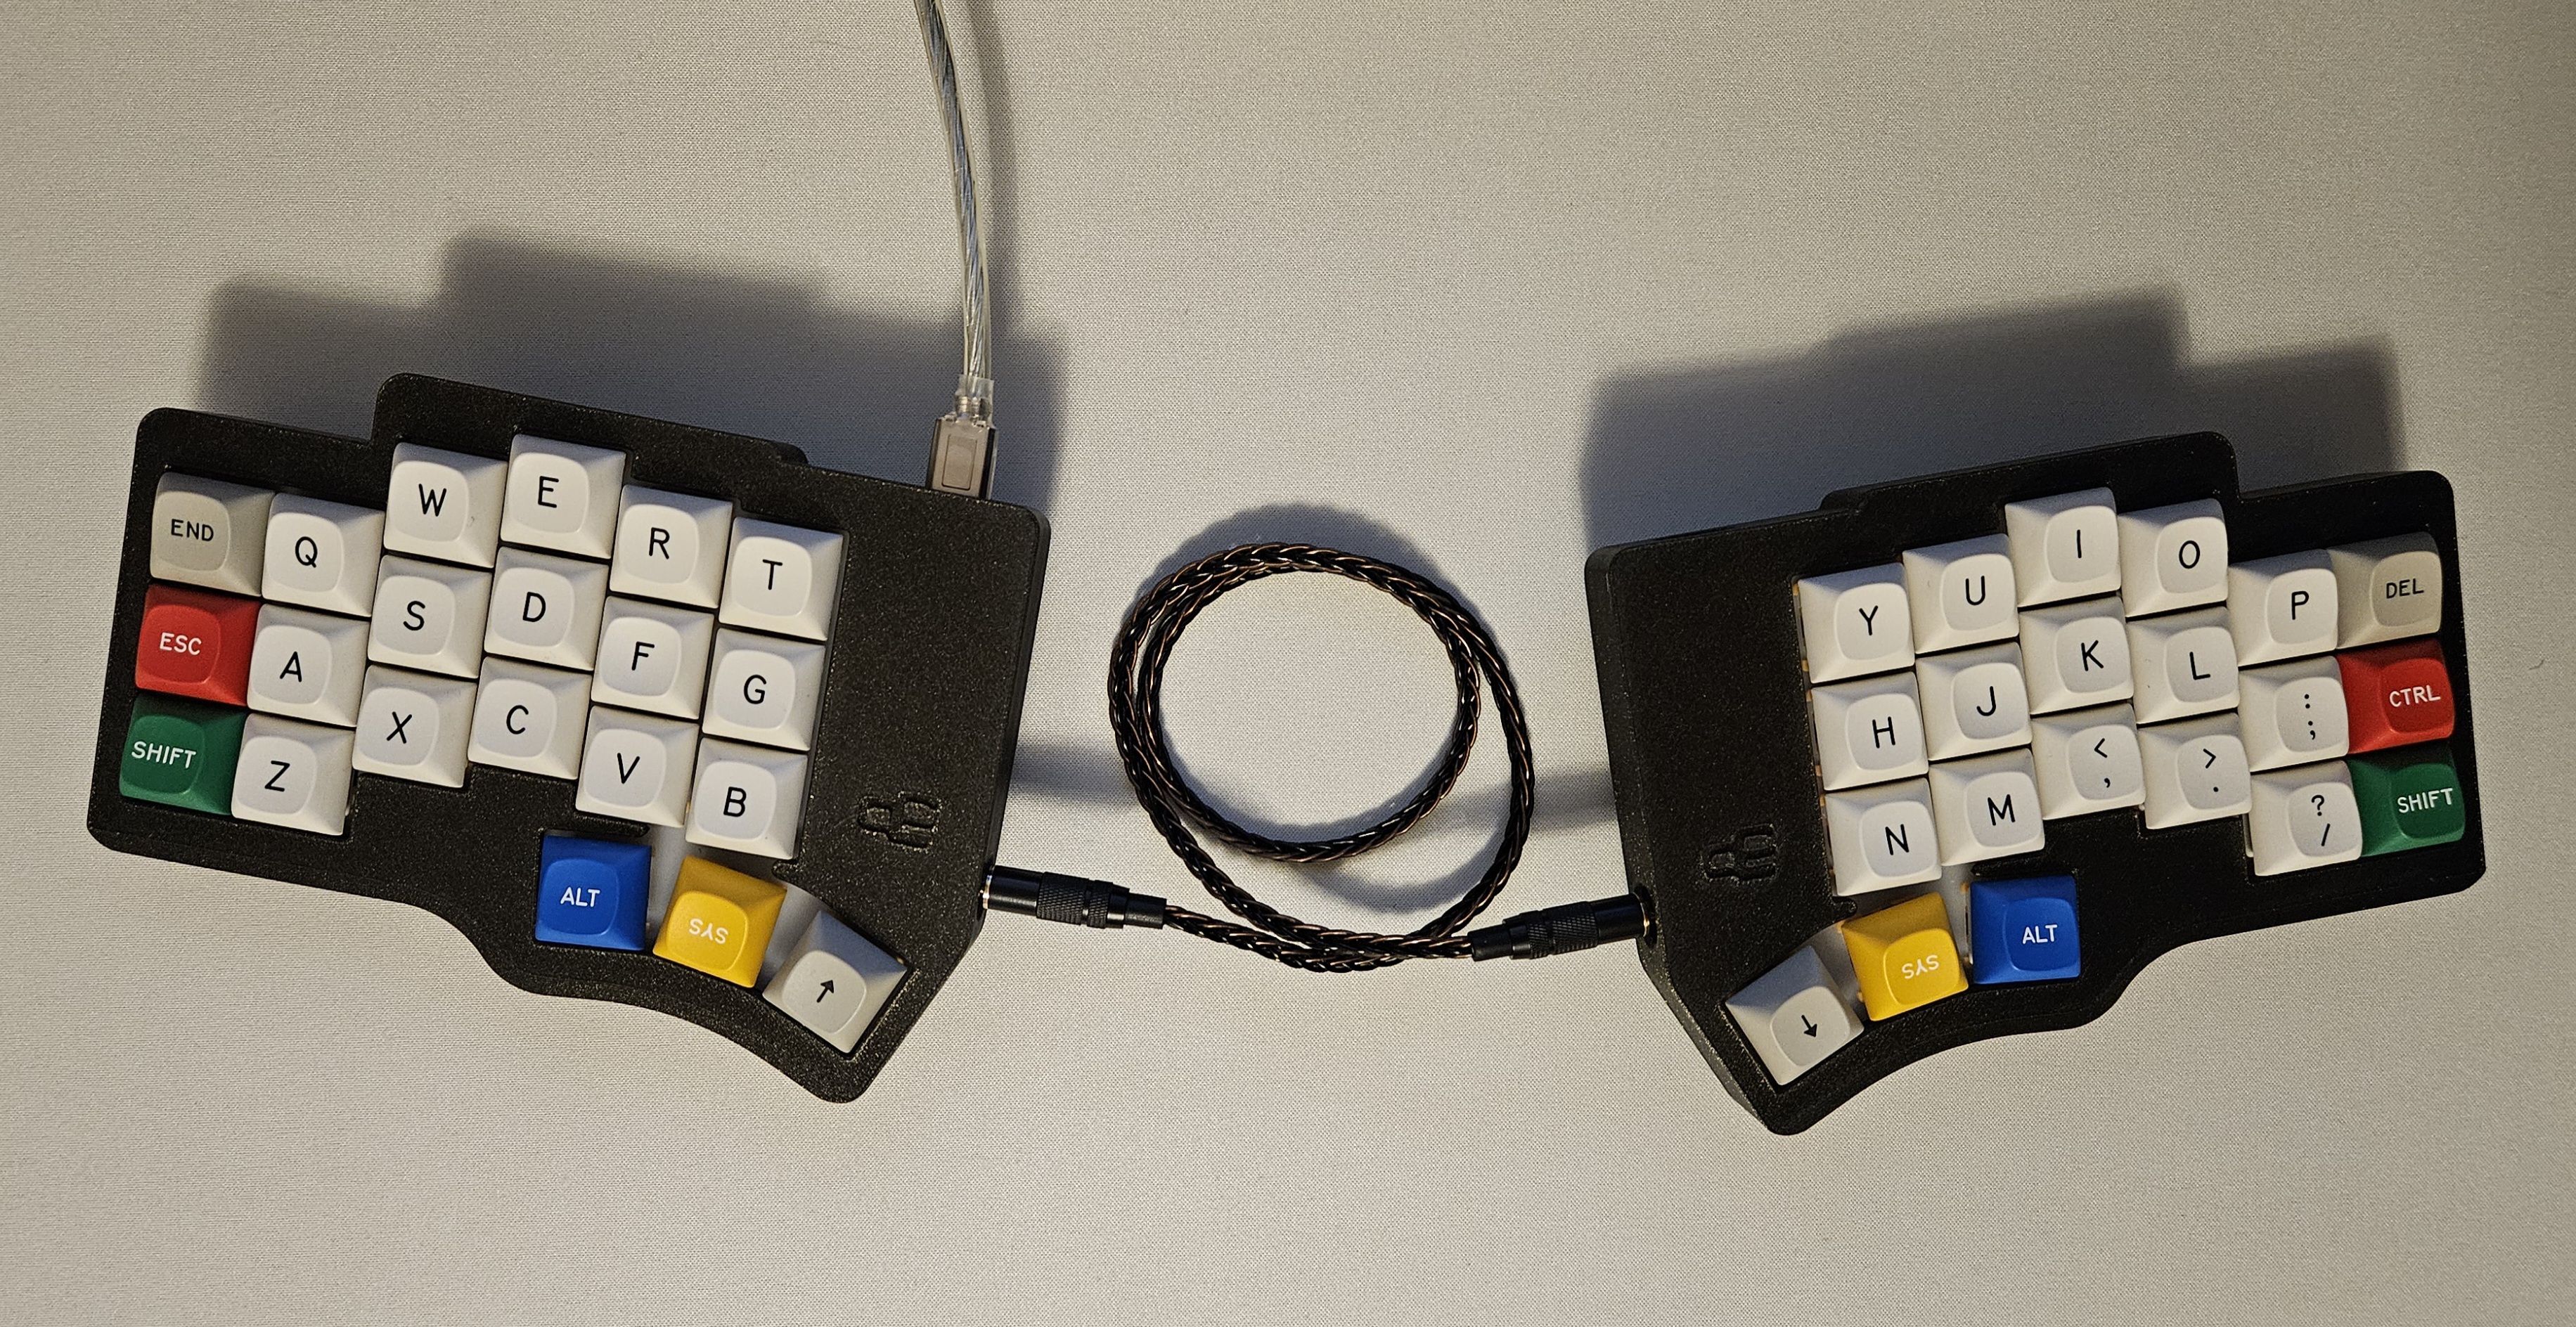 END Q W E R T
ESC A S D F G
SHIFT Z X C V B
ALT SYS ↑
Y U I O P DEL
H J K L : ; CTRL
N M < , > . ? / SHIFT
↓ SYS ALT